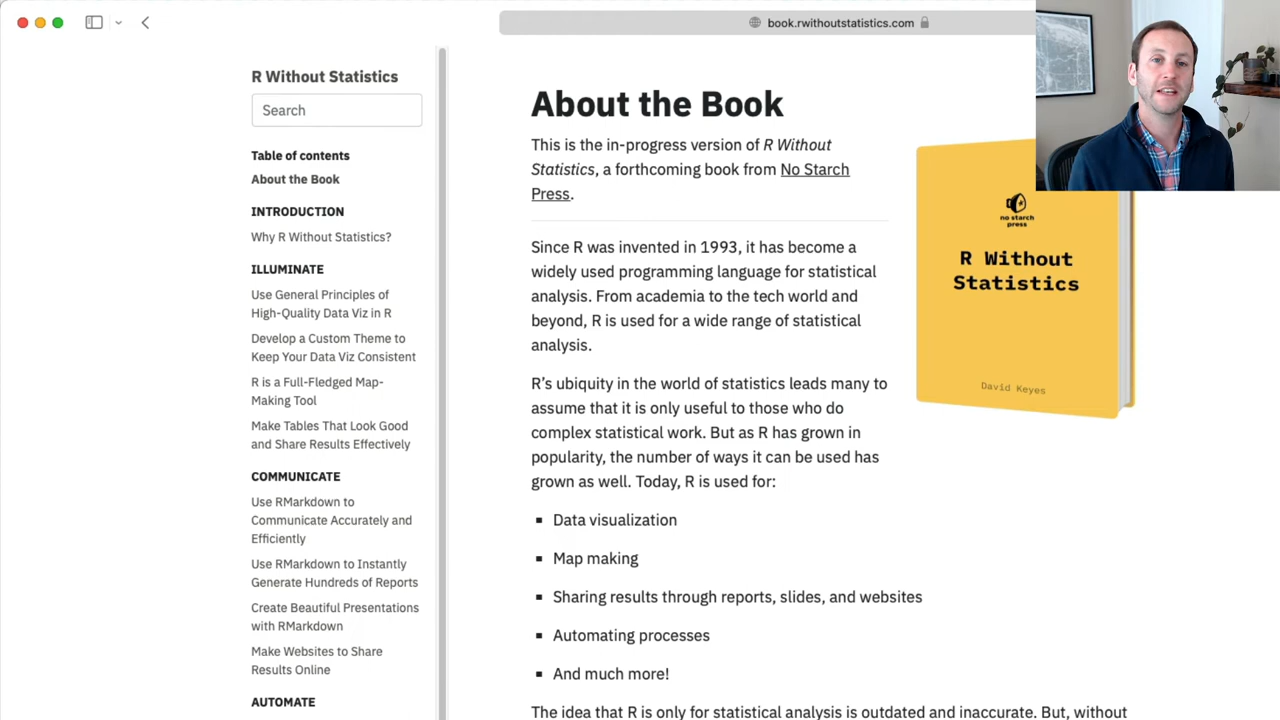 book.rwithoutstatistics.com
R Without Statistics
Search
Table of contents
About the Book
INTRODUCTION
Why R Without Statistics?
ILLUMINATE
Use General Principles of
High-Quality Data Viz in R
Develop a Custom Theme to
Keep Your Data Viz Consistent
R is a Full-Fledged Map-
Making Tool
Make Tables That Look Good
and Share Results Effectively
COMMUNICATE
Use RMarkdown to
Communicate Accurately and
Efficiently
Use RMarkdown to Instantly
Generate Hundreds of Reports
Create Beautiful Presentations
with RMarkdown
Make Websites to Share
Results Online
AUTOMATE
About the Book
This is the in-progress version of R Without
Statistics, a forthcoming book from No Starch
Press.
Since R was invented in 1993, it has become a
widely used programming language for statistical
analysis. From academia to the tech world and
beyond, R is used for a wide range of statistical
analysis.
R’s ubiquity in the world of statistics leads many to
assume that it is only useful to those who do
complex statistical work. But as R has grown in
popularity, the number of ways it can be used has
grown as well. Today, R is used for:
Data visualization
Map making
Sharing results through reports, slides, and websites
Automating processes
And much more!
The idea that R is only for statistical analysis is outdated and inaccurate. But, without
no starch
press
R Without
Statistics
David Keyes